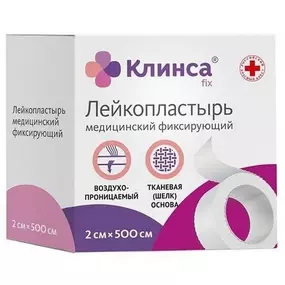 Клинса®
fix
Лейкопластырь
медицинский фиксирующий
ВОЗДУХО-
ПРОНИЦАЕМЫЙ
ТКАНЕВАЯ
(ШЕЛК)
ОСНОВА
2 см × 500 см
2 см × 500 см